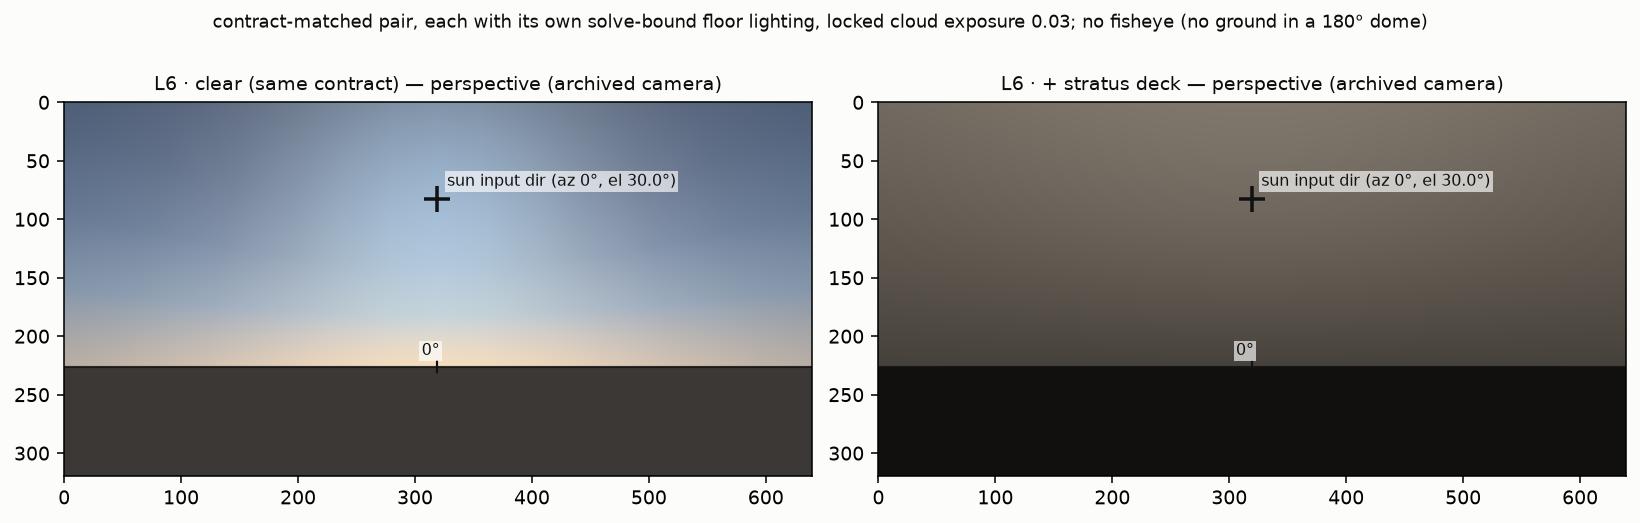 contract-matched pair, each with its own solve-bound floor lighting, locked cloud exposure 0.03; no fisheye (no ground in a 180° dome)
L6 · clear (same contract) — perspective (archived camera)
0
50
100
150
200
250
300
sun input dir (az 0°, el 30.0°)
0°
0 100 200 300 400 500 600
L6 · + stratus deck — perspective (archived camera)
0
50
100
150
200
250
300
sun input dir (az 0°, el 30.0°)
0°
0 100 200 300 400 500 600